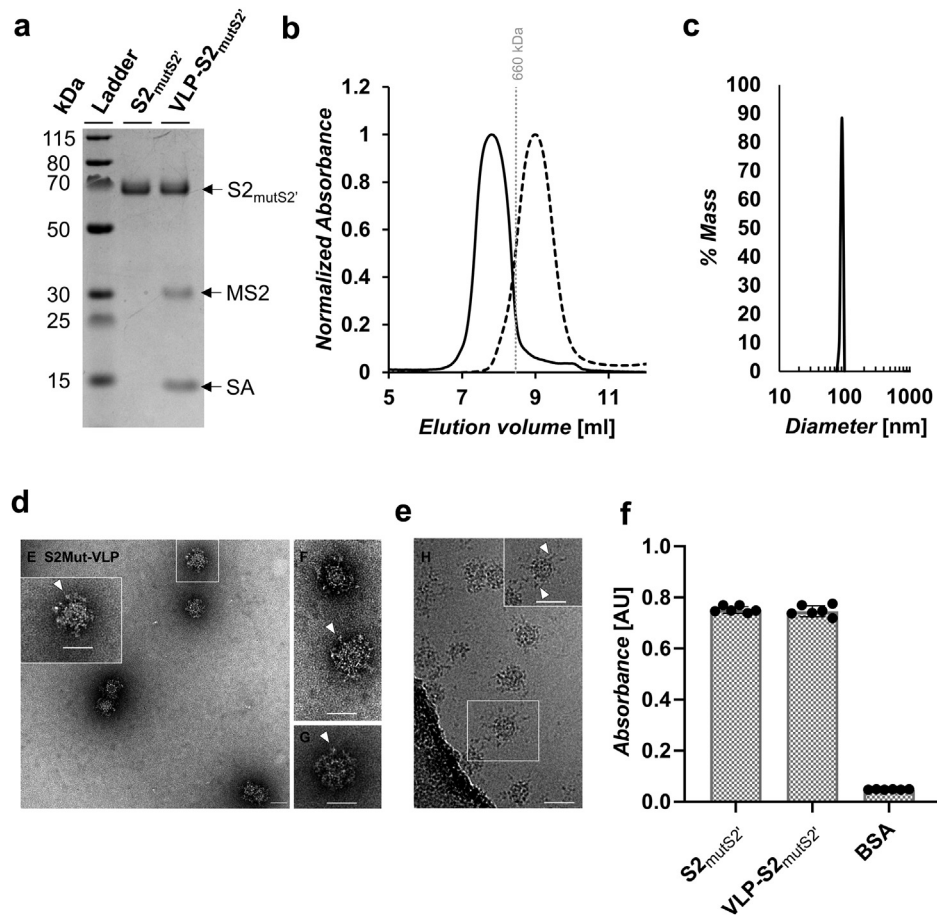 a
kDa
Ladder
S2mutS2'
VLP-S2mutS2'
115
80
70
50
30
25
15
S2mutS2'
MS2
SA
b
660 kDa
Normalized Absorbance
1.2
1
0.8
0.6
0.4
0.2
0
5
7
9
11
Elution volume [ml]
c
% Mass
100
90
80
70
60
50
40
30
20
10
0
10
100
1000
Diameter [nm]
d
E S2Mut-VLP
F
G
e
H
f
Absorbance [AU]
1.0
0.8
0.6
0.4
0.2
0.0
S2mutS2'
VLP-S2mutS2'
BSA